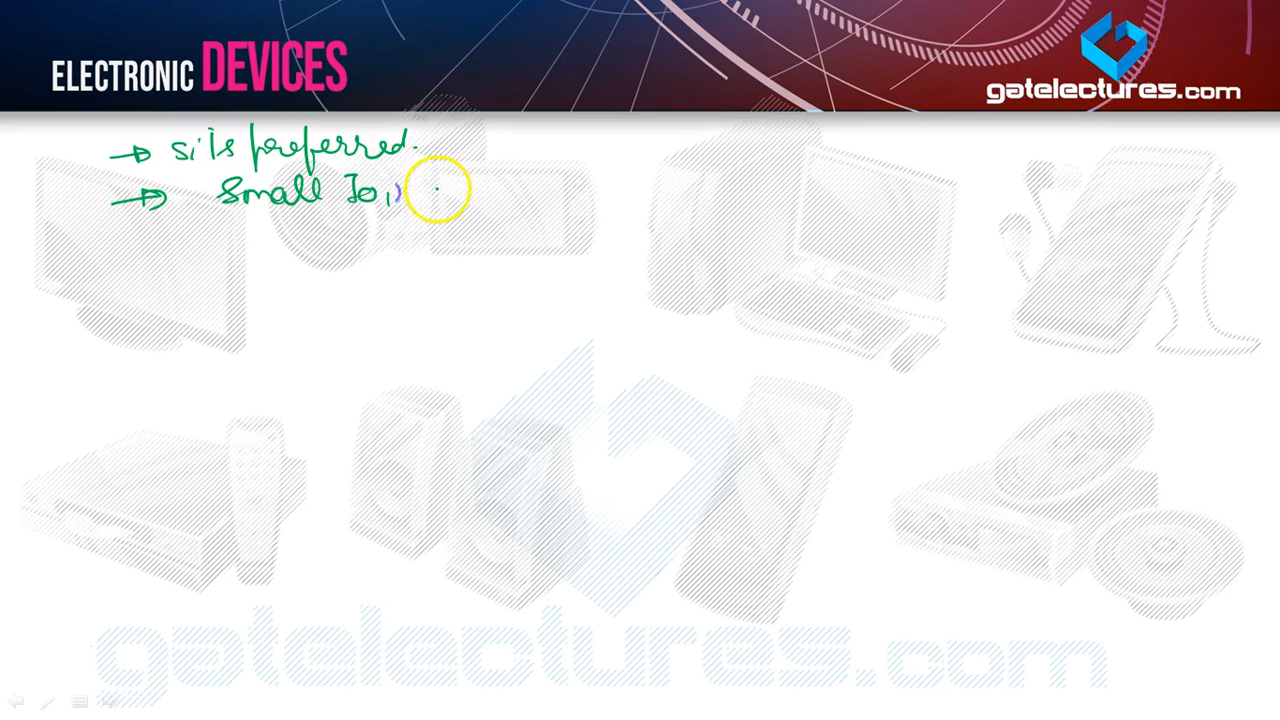 ELECTRONIC DEVICES
gatelectures.com
→ Si is preferred.
→ Small Io,
gatelectures.com